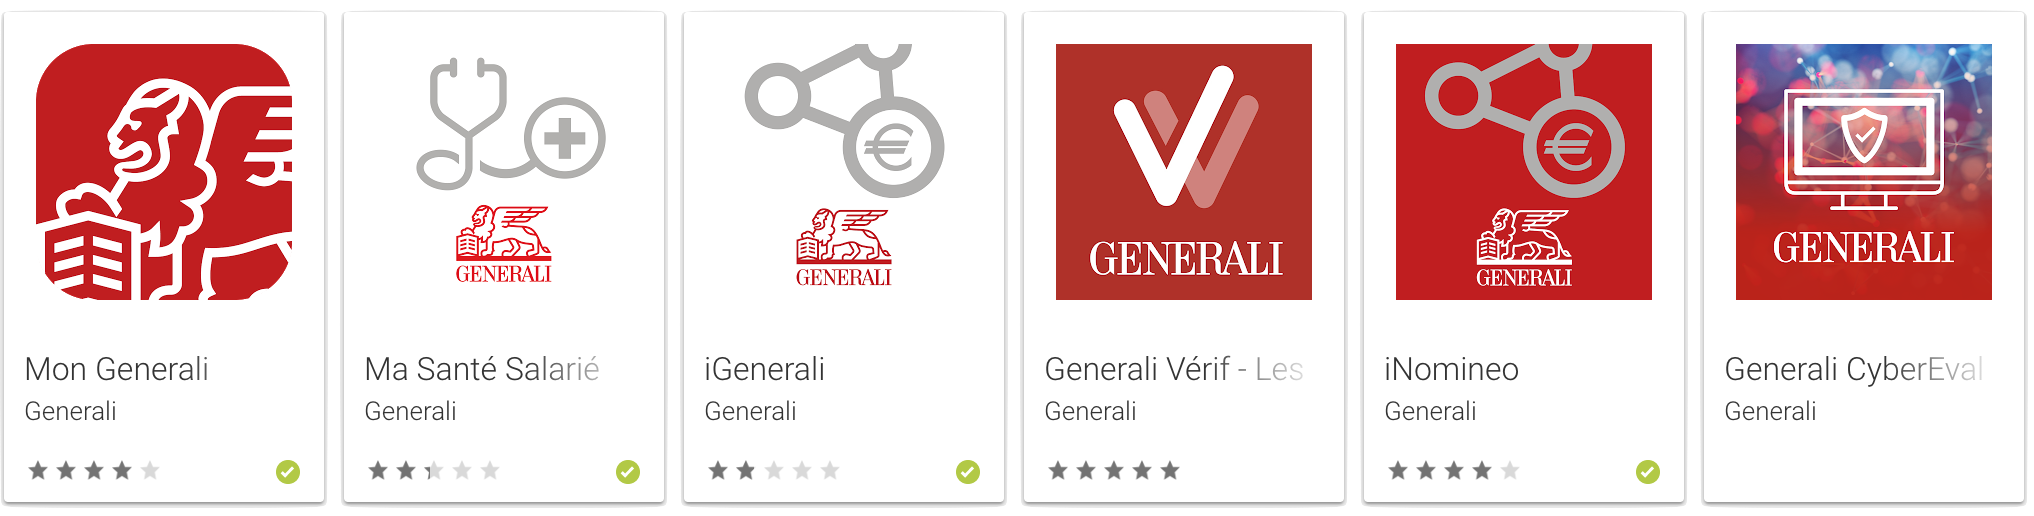 GENERALI
GENERALI
GENERALI
GENERALI
GENERALI
Mon Generali
Generali
Ma Santé Salarié
Generali
iGenerali
Generali
Generali Vérif - Les
Generali
iNomineo
Generali
Generali CyberEval
Generali